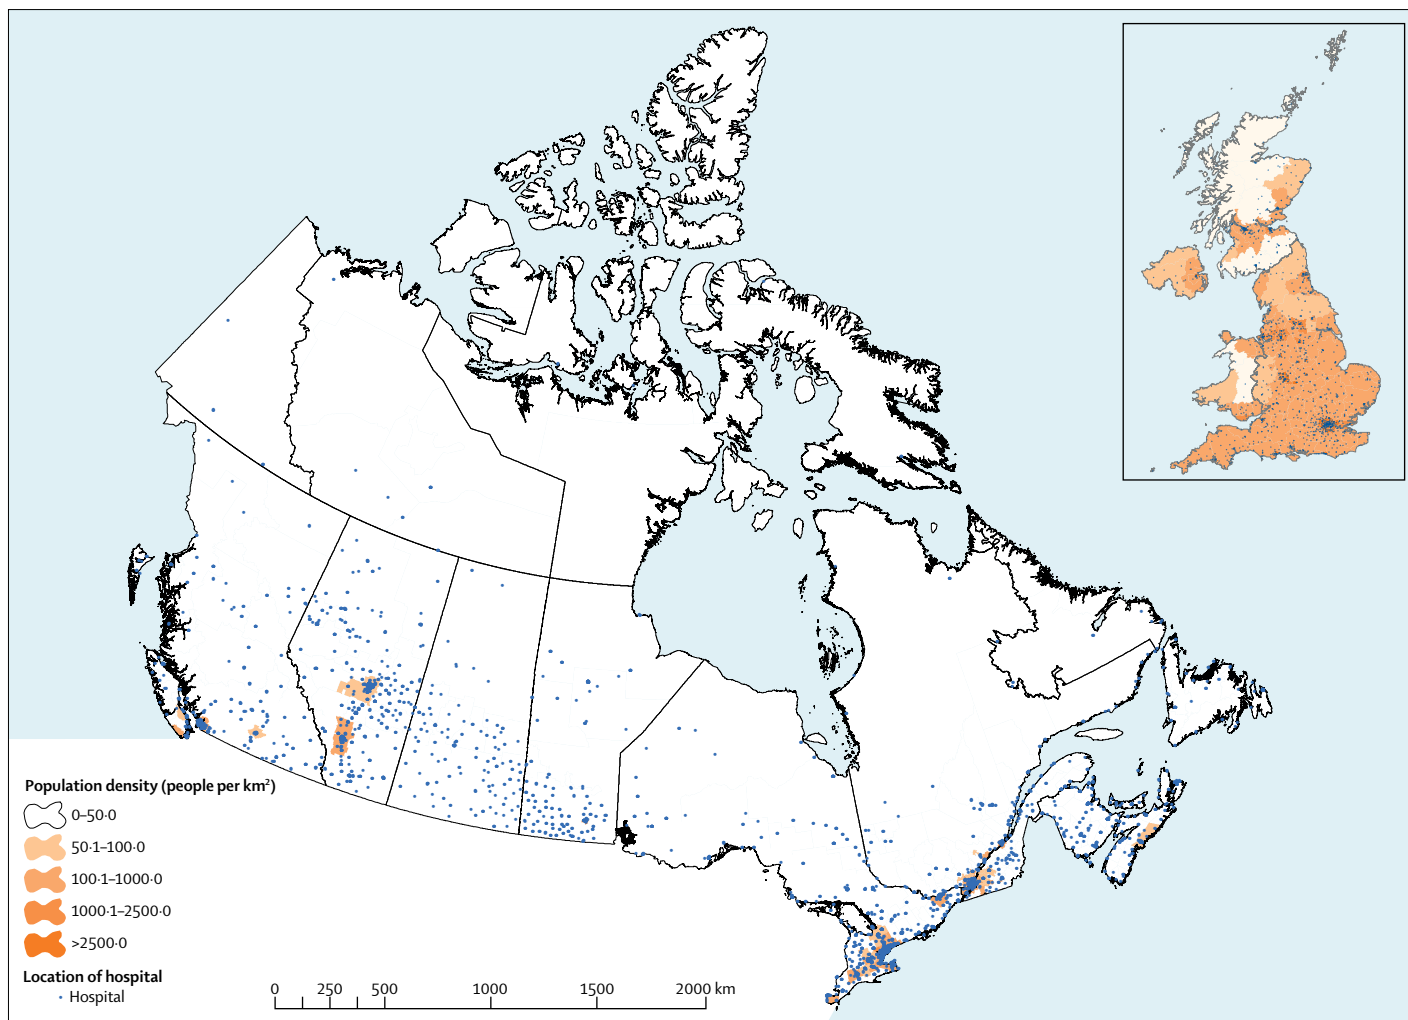 Population density (people per km²)
0–50·0
50·1–100·0
100·1–1000·0
1000·1–2500·0
>2500·0
Location of hospital
Hospital
0 250 500 1000 1500 2000 km